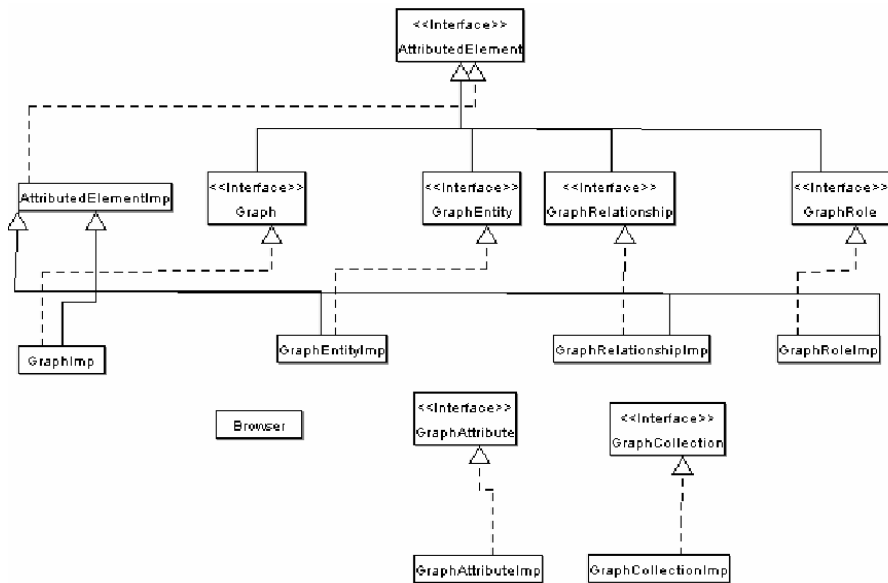 <<Interface>>
AttributedElement
AttributedElementImp
<<Interface>>
Graph
<<Interface>>
GraphEntity
<<Interface>>
GraphRelationship
<<Interface>>
GraphRole
GraphImp
GraphEntityImp
GraphRelationshipImp
GraphRoleImp
Browser
<<Interface>>
GraphAttribute
<<Interface>>
GraphCollection
GraphAttributeImp
GraphCollectionImp